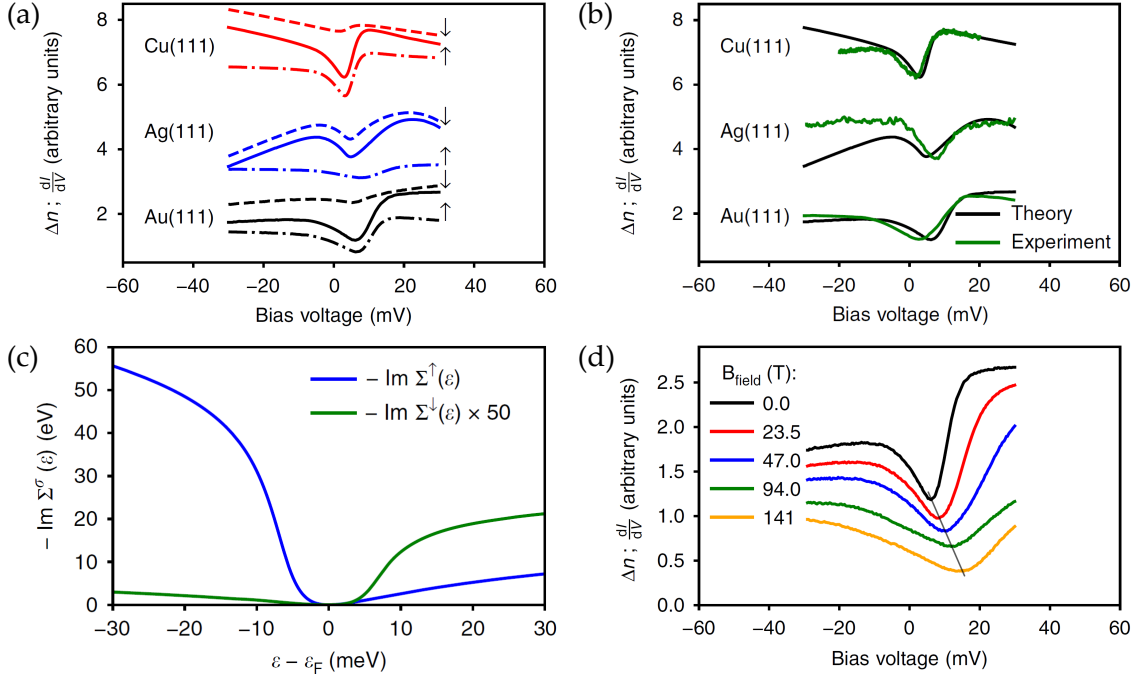 (a)
8
6
4
2
Δn ; dI/dV (arbitrary units)
Cu(111)
Ag(111)
Au(111)
↓
↑
↓
↑
↓
↑
−60 −40 −20 0 20 40 60
Bias voltage (mV)
(b)
8
6
4
2
Δn ; dI/dV (arbitrary units)
Cu(111)
Ag(111)
Au(111)
Theory
Experiment
−60 −40 −20 0 20 40 60
Bias voltage (mV)
(c)
60
50
40
30
20
10
0
− Im Σ^σ (ε) (eV)
− Im Σ^↑(ε)
− Im Σ^↓(ε) × 50
−30 −20 −10 0 10 20 30
ε − ε_F (meV)
(d)
2.5
2.0
1.5
1.0
0.5
0.0
Δn ; dI/dV (arbitrary units)
B_field (T):
0.0
23.5
47.0
94.0
141
−60 −40 −20 0 20 40 60
Bias voltage (mV)